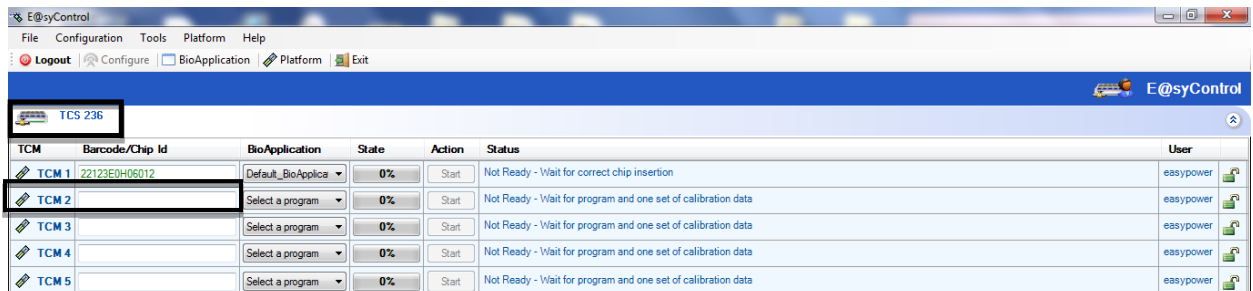 E@syControl
File Configuration Tools Platform Help
Logout Configure BioApplication Platform Exit
E@syControl
TCS 236
TCM Barcode/Chip Id BioApplication State Action Status User
TCM 1 22123E0H06012 Default_BioApplica 0% Start Not Ready - Wait for correct chip insertion easypower
TCM 2 Select a program 0% Start Not Ready - Wait for program and one set of calibration data easypower
TCM 3 Select a program 0% Start Not Ready - Wait for program and one set of calibration data easypower
TCM 4 Select a program 0% Start Not Ready - Wait for program and one set of calibration data easypower
TCM 5 Select a program 0% Start Not Ready - Wait for program and one set of calibration data easypower